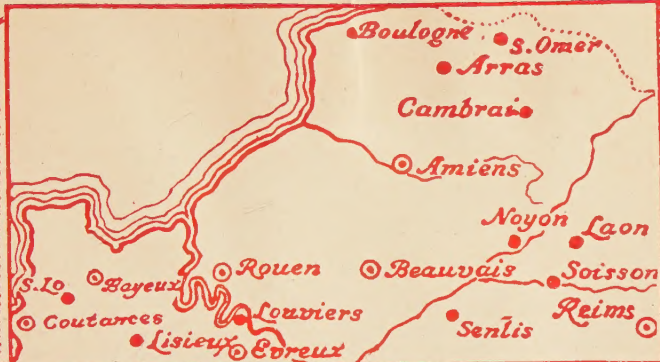 Boulogne
S. Omer
Arras
Cambrai
Amiens
Noyon
Laon
Rouen
Beauvais
Soisson
S. Lo
Bayeux
Reims
Coutances
Louviers
Senlis
Lisieux
Evreux